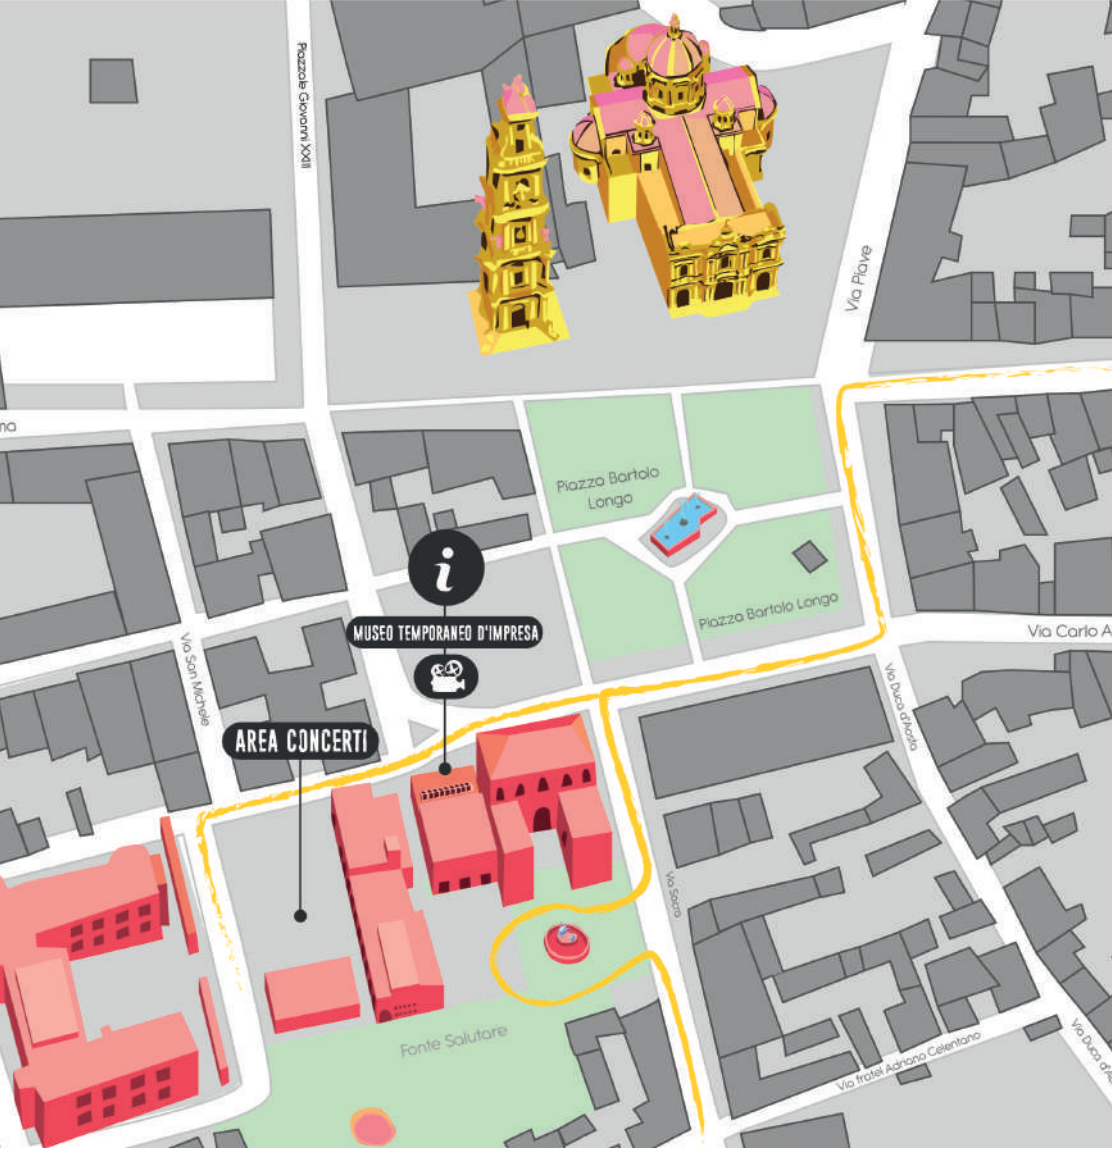 Piazzale Giovanni XXIII
Via Piave
Piazza Bartolo
Longo
i
MUSEO TEMPORANEO D'IMPRESA
Piazza Bartolo Longo
Via Carlo A
Via San Michele
Via Duca d'Aosta
AREA CONCERTI
Via Sacra
Fonte Salutare
Via fratel Adriano Celentano
Via Duca d'A